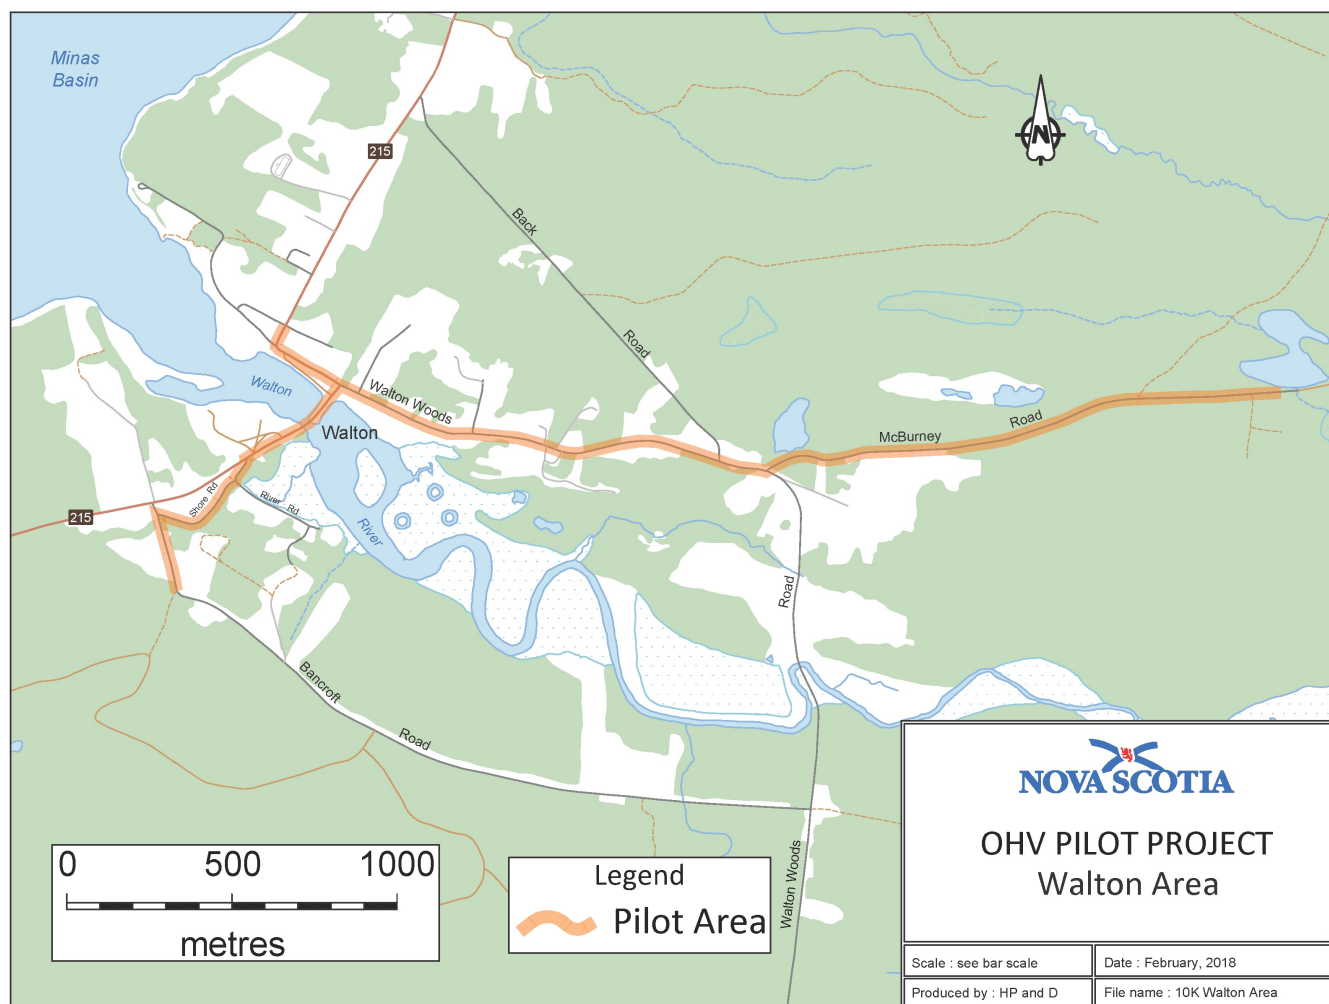 Minas
Basin
N
215
Back
Road
Walton
Walton Woods
Walton
Road
McBurney
Shore Rd
River Rd
215
River
Road
Bancroft
Road
Walton Woods
0 500 1000
metres
Legend
Pilot Area
NOVA SCOTIA
OHV PILOT PROJECT
Walton Area
Scale : see bar scale
Date : February, 2018
Produced by : HP and D
File name : 10K Walton Area